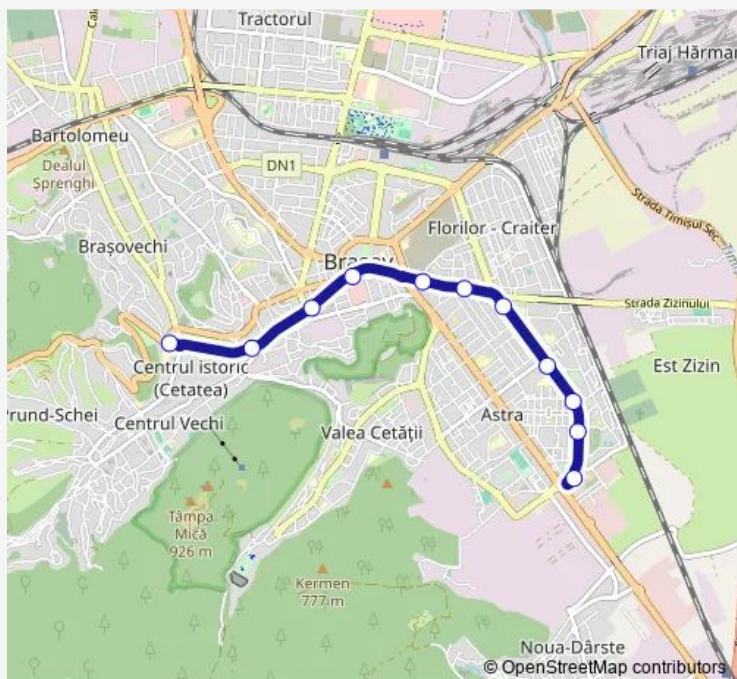 Tractorul
Triaj Hărman
Bartolomeu
Dealul
Șprenghi
DN1
Strada Timișul Sec
Florilor - Craiter
Brașovechi
Brașov
Strada Zizinului
Centrul istoric
(Cetatea)
Est Zizin
Prund-Schei
Centrul Vechi
Valea Cetății
Astra
Tâmpa
Mică
926 m
Kermen
777 m
Noua-Dârste
© OpenStreetMap contributors